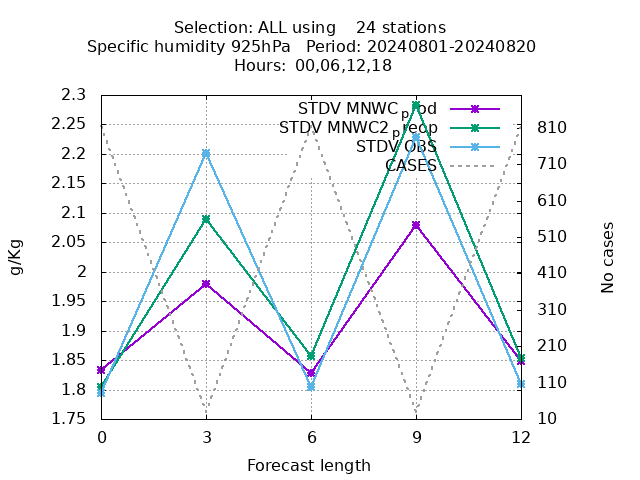 Selection: ALL using    24 stations
Specific humidity 925hPa   Period: 20240801-20240820
Hours: 00,06,12,18
STDV MNWC
STDV MNWC2
STDV OBS
CASES
2.3
2.25
2.2
2.15
2.1
2.05
2
1.95
1.9
1.85
1.8
1.75
g/Kg
810
710
610
510
410
310
210
110
10
No cases
0 3 6 9 12
Forecast length